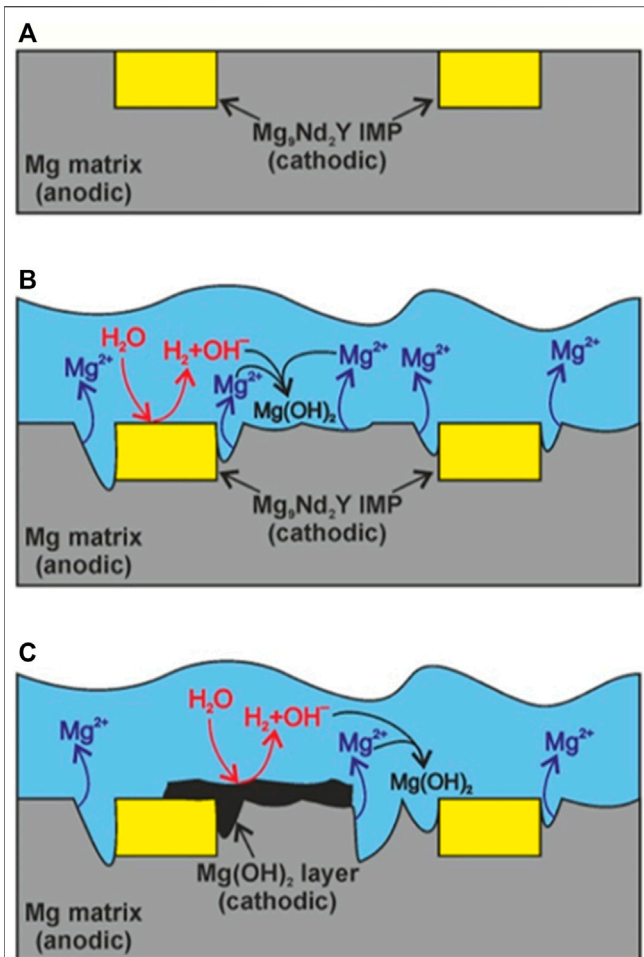 A
Mg₉Nd₂Y IMP
(cathodic)
Mg matrix
(anodic)
B
H₂O
H₂+OH⁻
Mg²⁺
Mg²⁺
Mg²⁺
Mg²⁺
Mg²⁺
Mg(OH)₂
Mg₉Nd₂Y IMP
(cathodic)
Mg matrix
(anodic)
C
H₂O
H₂+OH⁻
Mg²⁺
Mg²⁺
Mg²⁺
Mg(OH)₂
Mg(OH)₂ layer
(cathodic)
Mg matrix
(anodic)